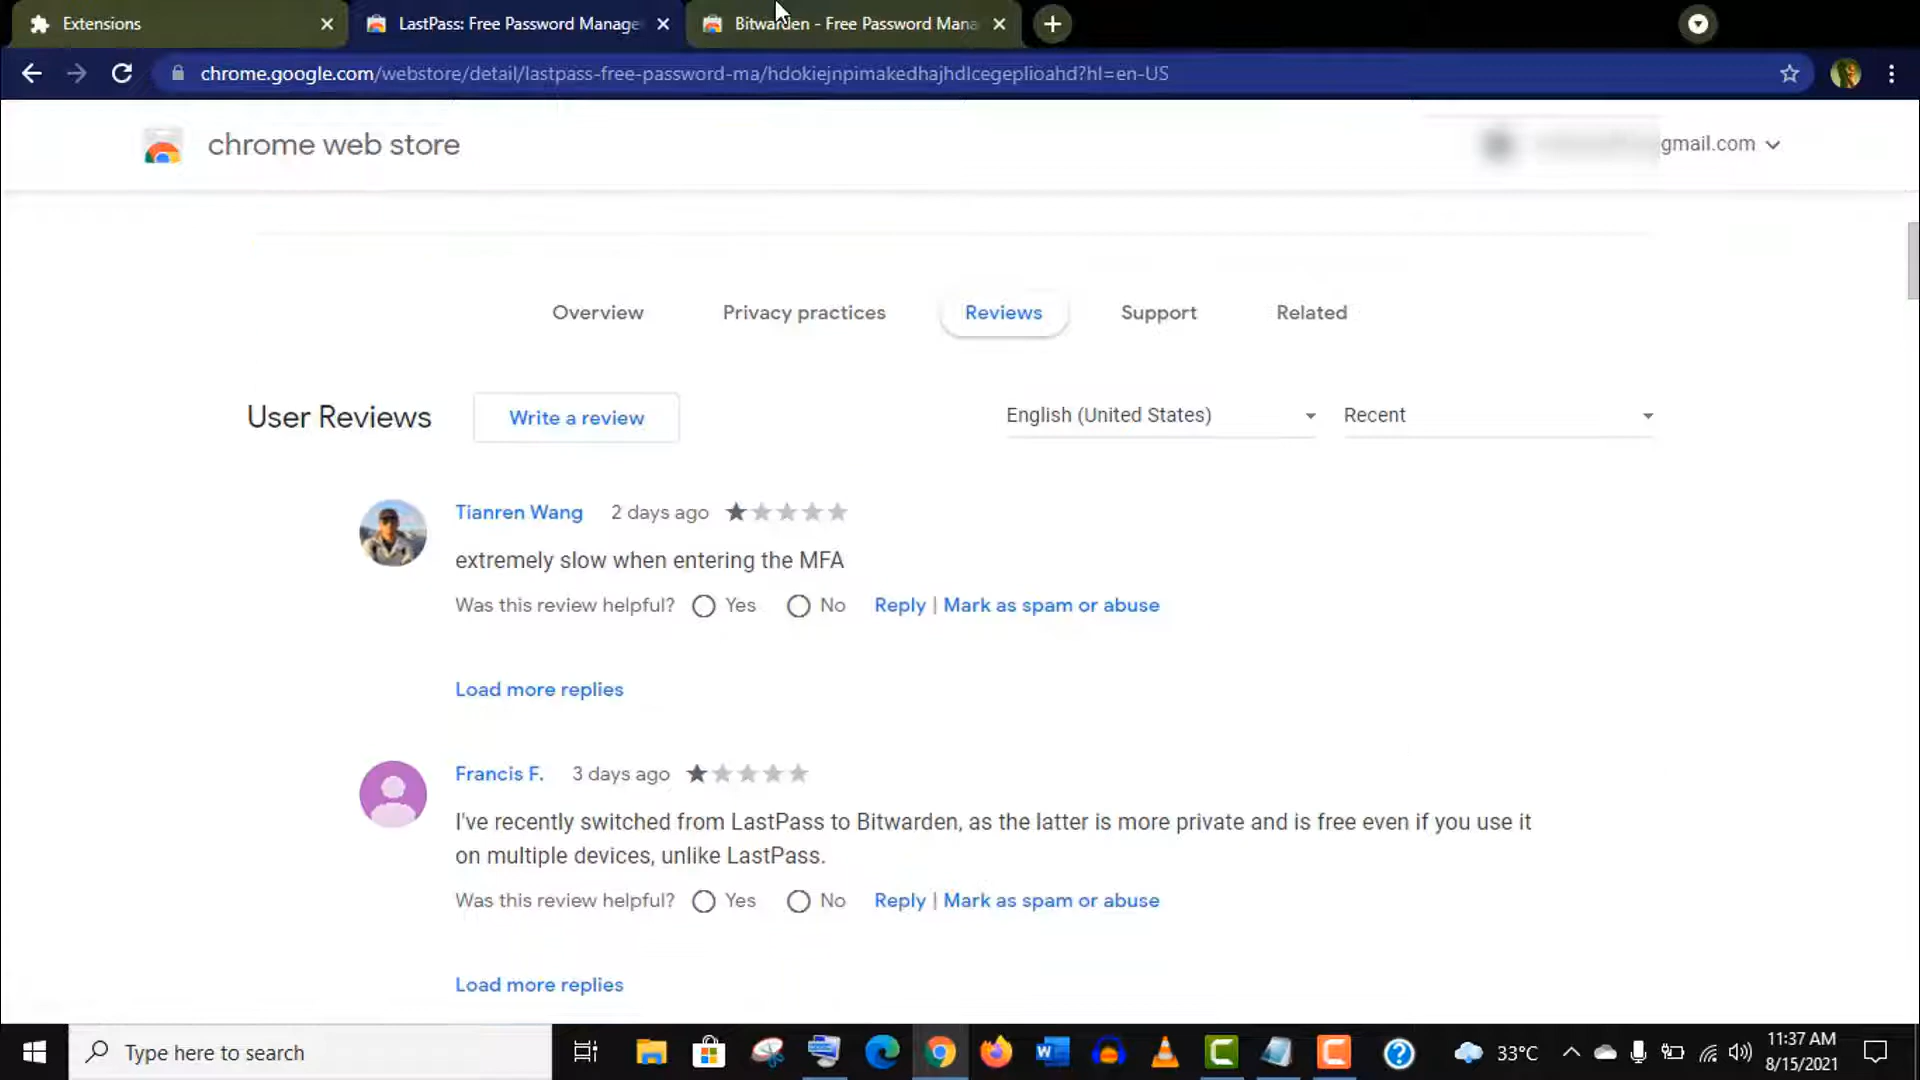 Extensions
LastPass: Free Password Manage
Bitwarden - Free Password Mana
chrome.google.com/webstore/detail/lastpass-free-password-ma/hdokiejnpimakedhajhdlcegeplioahd?hl=en-US
chrome web store
gmail.com
Overview
Privacy practices
Reviews
Support
Related
User Reviews
Write a review
English (United States)
Recent
Tianren Wang 2 days ago
extremely slow when entering the MFA
Was this review helpful? Yes No Reply | Mark as spam or abuse
Load more replies
Francis F. 3 days ago
I've recently switched from LastPass to Bitwarden, as the latter is more private and is free even if you use it
on multiple devices, unlike LastPass.
Was this review helpful? Yes No Reply | Mark as spam or abuse
Load more replies
Type here to search
33°C
11:37 AM
8/15/2021